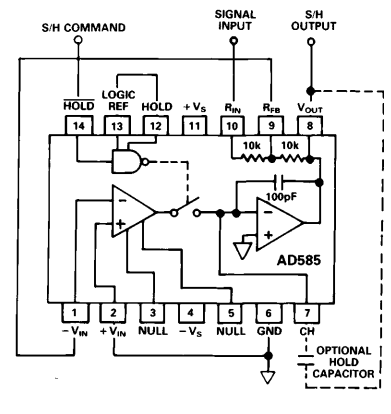 S/H COMMAND
SIGNAL INPUT
S/H OUTPUT
HOLD
LOGIC REF
HOLD
+VS
RIN
RFB
VOUT
14
13
12
11
10
9
8
10k
10k
100pF
AD585
1
2
3
4
5
6
7
−VIN
+VIN
NULL
−VS
NULL
GND
CH
OPTIONAL
HOLD
CAPACITOR